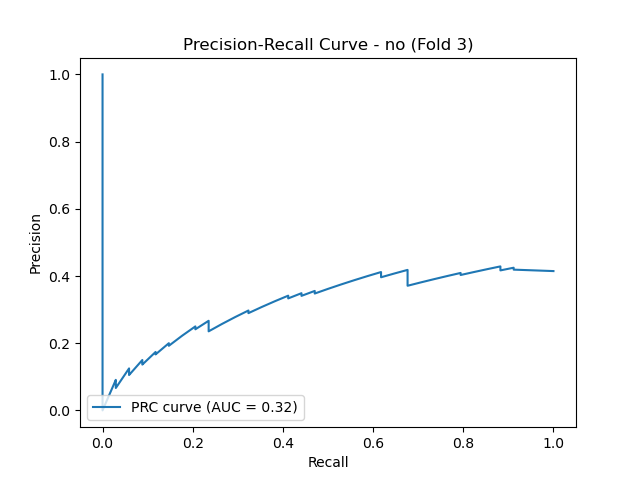 Precision-Recall Curve - no (Fold 3)
1.0
0.8
0.6
0.4
0.2
0.0
Precision
PRC curve (AUC = 0.32)
0.0 0.2 0.4 0.6 0.8 1.0
Recall